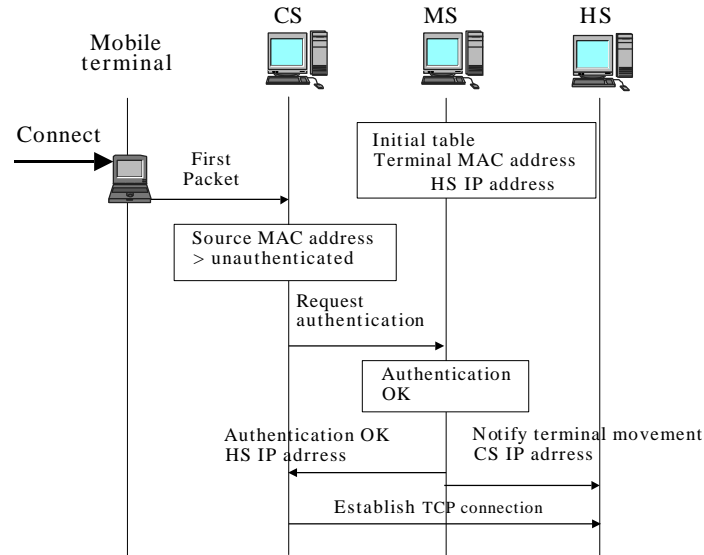 CS
MS
HS
Mobile
terminal
Connect
First
Packet
Initial table
Terminal MAC address
HS IP address
Source MAC address
> unauthenticated
Request
authentication
Authentication
OK
Authentication OK
HS IP adrress
Notify terminal movement
CS IP adrress
Establish TCP connection